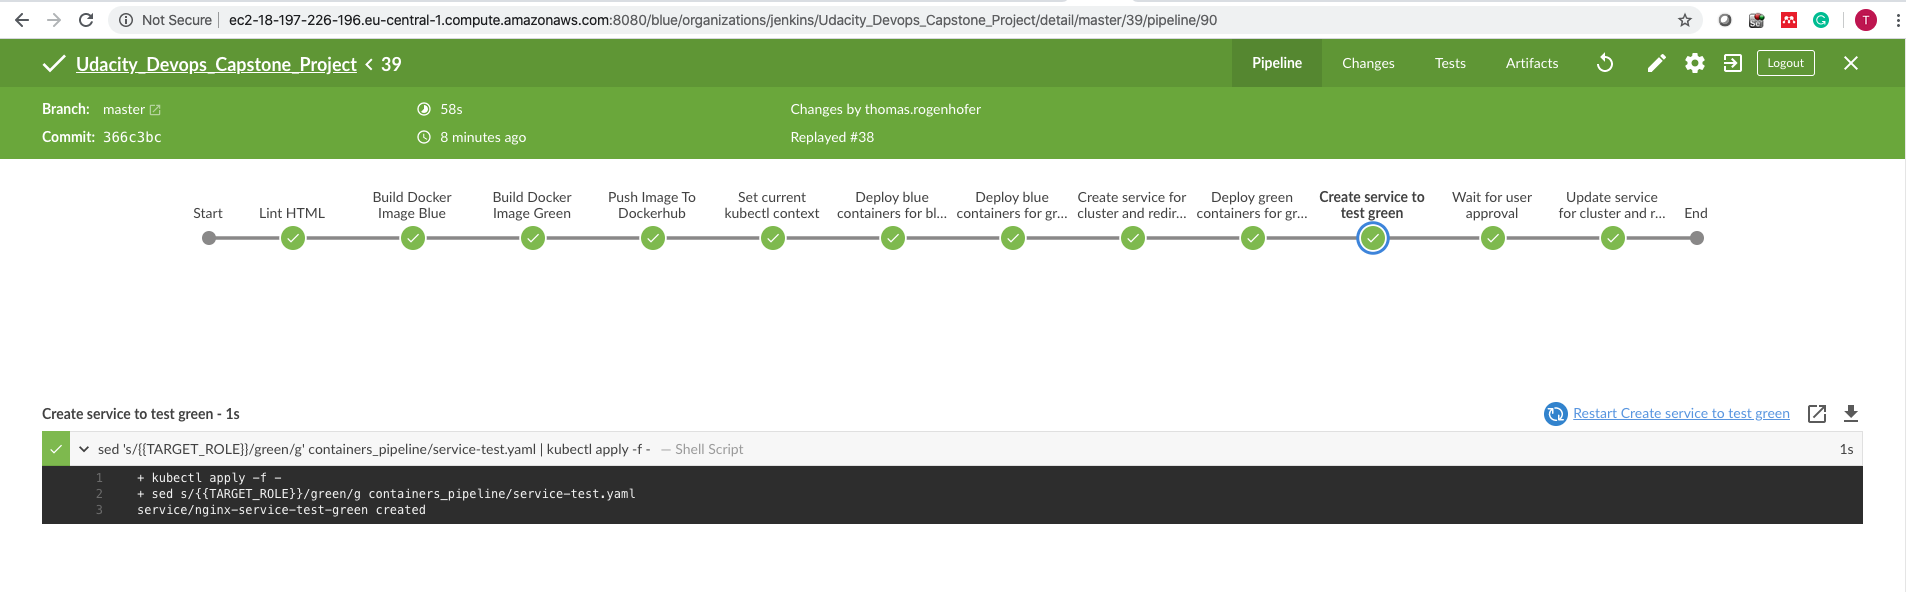 Not Secure ec2-18-197-226-196.eu-central-1.compute.amazonaws.com:8080/blue/organizations/jenkins/Udacity_Devops_Capstone_Project/detail/master/39/pipeline/90
T
Udacity_Devops_Capstone_Project < 39
Pipeline Changes Tests Artifacts Logout
Branch: master 58s Changes by thomas.rogenhofer
Commit: 366c3bc 8 minutes ago Replayed #38
Start
Lint HTML
Build Docker
Image Blue
Build Docker
Image Green
Push Image To
Dockerhub
Set current
kubectl context
Deploy blue
containers for bl...
Deploy blue
containers for gr...
Create service for
cluster and redir...
Deploy green
containers for gr...
Create service to
test green
Wait for user
approval
Update service
for cluster and r...
End
Create service to test green - 1s
Restart Create service to test green
sed 's/{{TARGET_ROLE}}/green/g' containers_pipeline/service-test.yaml | kubectl apply -f - — Shell Script 1s
1 + kubectl apply -f -
2 + sed s/{{TARGET_ROLE}}/green/g containers_pipeline/service-test.yaml
3 service/nginx-service-test-green created